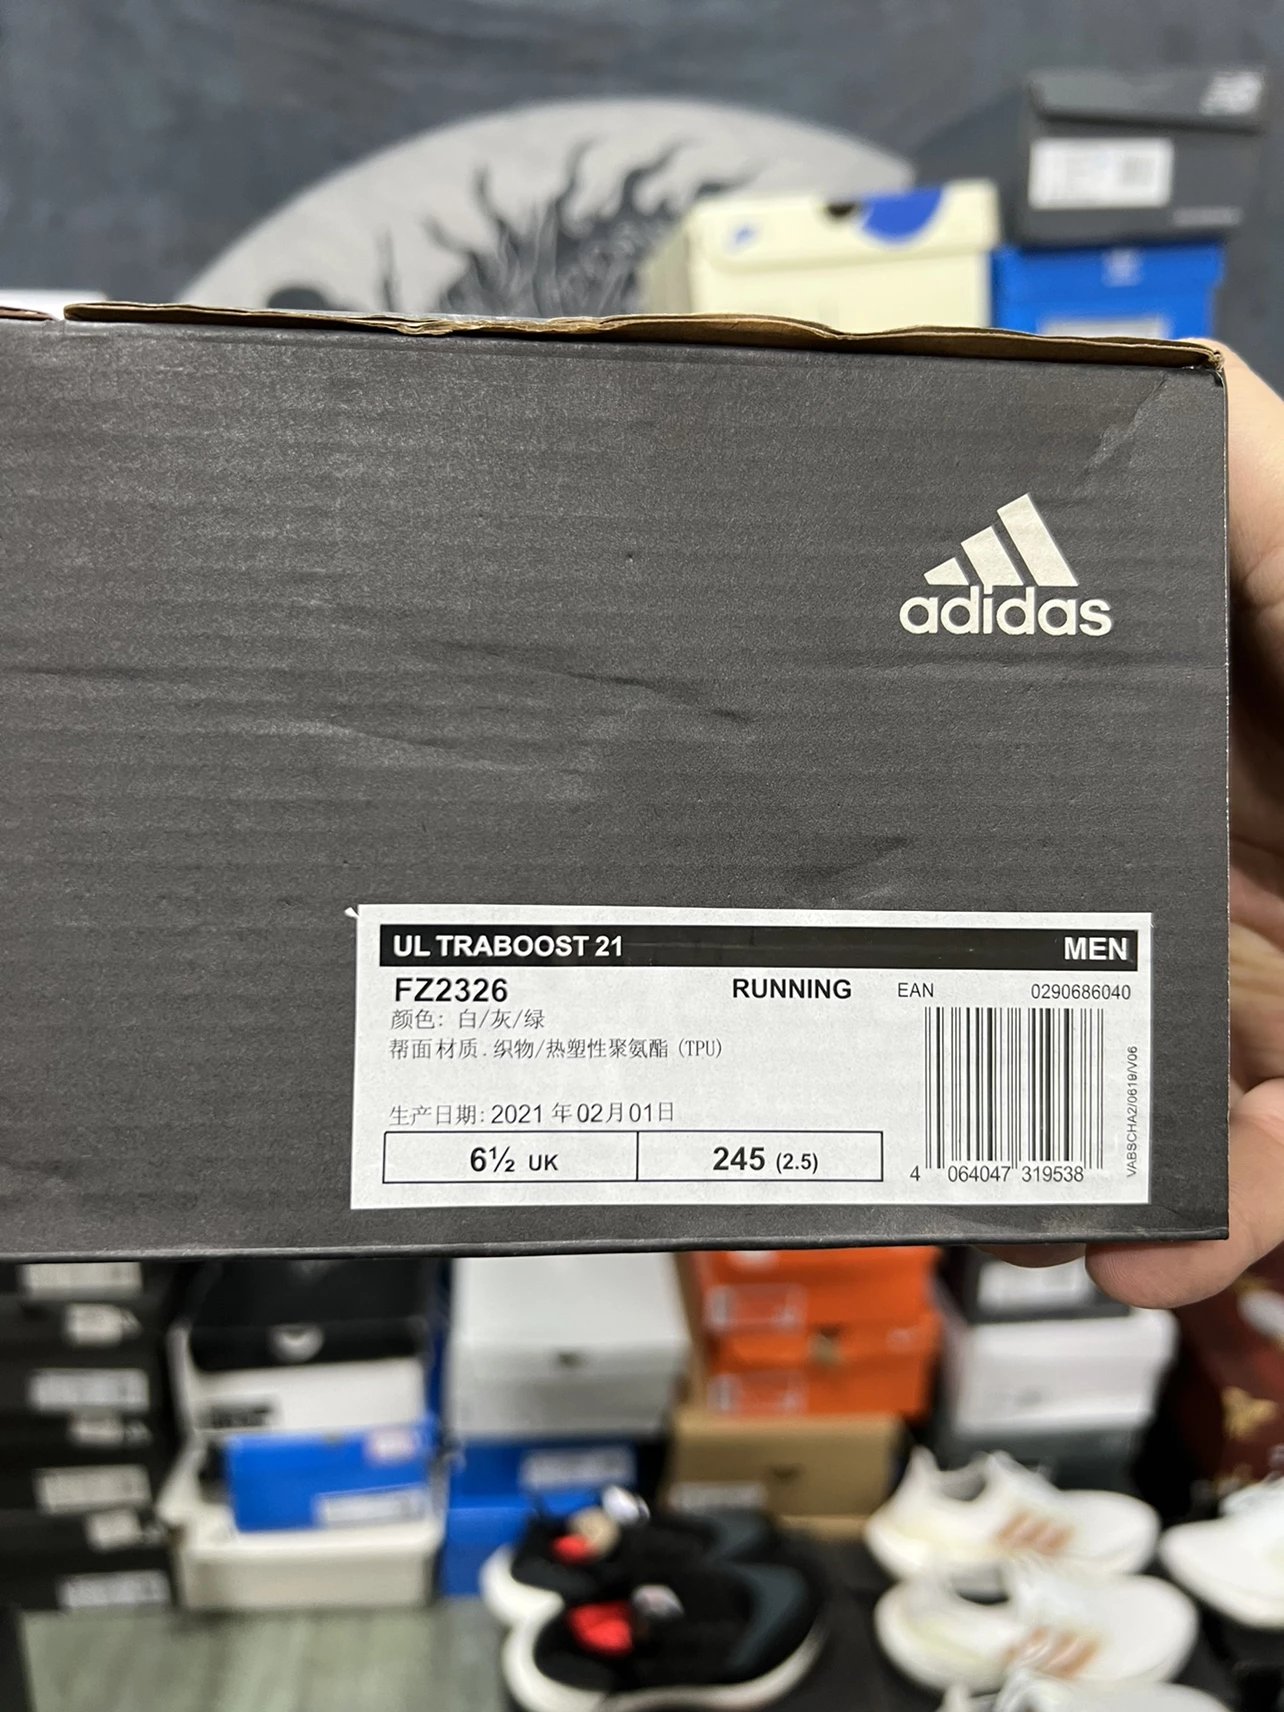 adidas
UL TRABOOST 21 MEN
FZ2326 RUNNING EAN 0290686040
颜色: 白/灰/绿
帮面材质. 织物/热塑性聚氨酯 (TPU)
生产日期: 2021 年 02月 01日
6½ UK 245 (2.5)
4 064047 319538
VABSCHA2/0619/V06